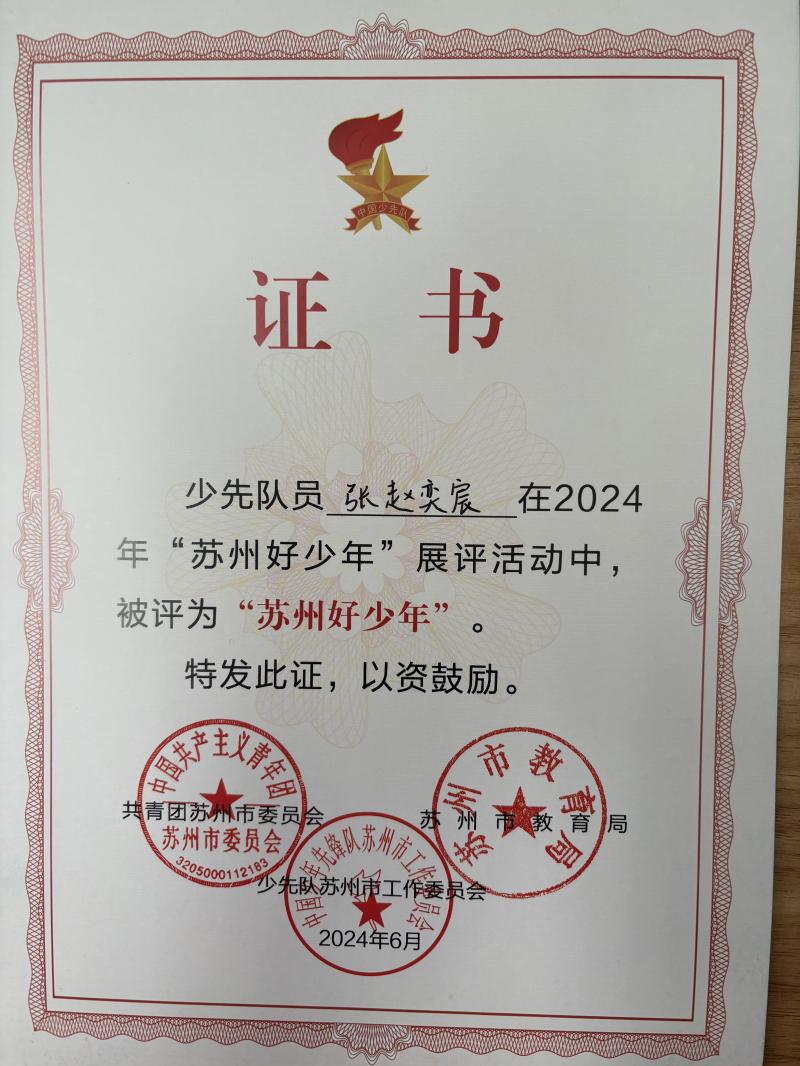 中国少先队
证书
少先队员张赵奕宸在2024
年“苏州好少年”展评活动中，
被评为“苏州好少年”。
特发此证，以资鼓励。
中国共产主义青年团
共青团苏州市委员会
苏州市委员会
3205000112183
苏州市教育局
苏州市教育局
中国少年先锋队苏州市工作委员会
少先队苏州市工作委员会
2024年6月